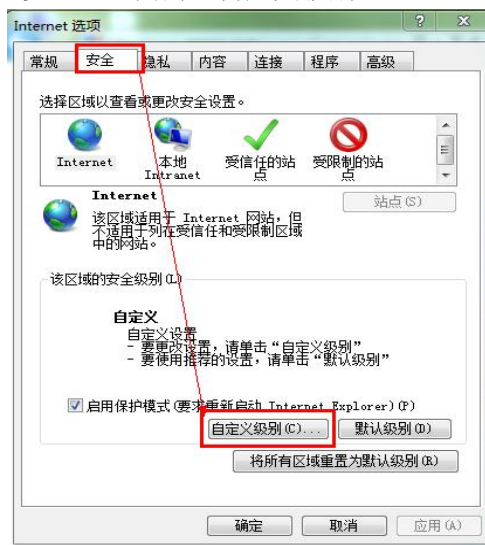 Internet 选项
常规 安全 隐私 内容 连接 程序 高级
选择区域以查看或更改安全设置。
Internet 本地 Intranet 受信任的站点 受限制的站点
Internet
站点(S)
该区域适用于 Internet 网站，但
不适用于列在受信任和受限制区域
中的网站。
该区域的安全级别(L)
自定义
自定义设置
- 要更改设置，请单击“自定义级别”
- 要使用推荐的设置，请单击“默认级别”
启用保护模式(要求重新启动 Internet Explorer)(P)
自定义级别(C)... 默认级别(D)
将所有区域重置为默认级别(R)
确定 取消 应用(A)